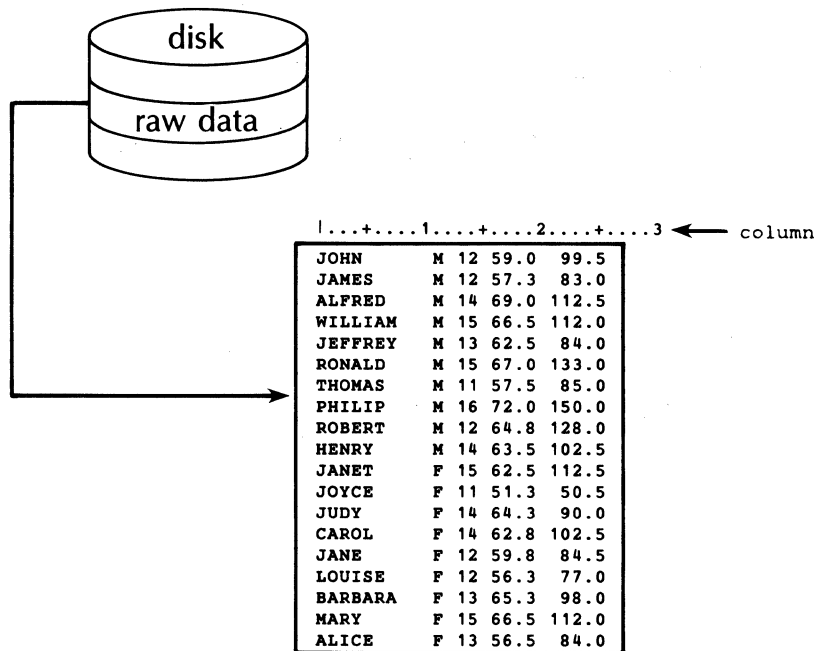 disk
raw data
|...+....1....+....2....+....3 column
JOHN M 12 59.0 99.5
JAMES M 12 57.3 83.0
ALFRED M 14 69.0 112.5
WILLIAM M 15 66.5 112.0
JEFFREY M 13 62.5 84.0
RONALD M 15 67.0 133.0
THOMAS M 11 57.5 85.0
PHILIP M 16 72.0 150.0
ROBERT M 12 64.8 128.0
HENRY M 14 63.5 102.5
JANET F 15 62.5 112.5
JOYCE F 11 51.3 50.5
JUDY F 14 64.3 90.0
CAROL F 14 62.8 102.5
JANE F 12 59.8 84.5
LOUISE F 12 56.3 77.0
BARBARA F 13 65.3 98.0
MARY F 15 66.5 112.0
ALICE F 13 56.5 84.0